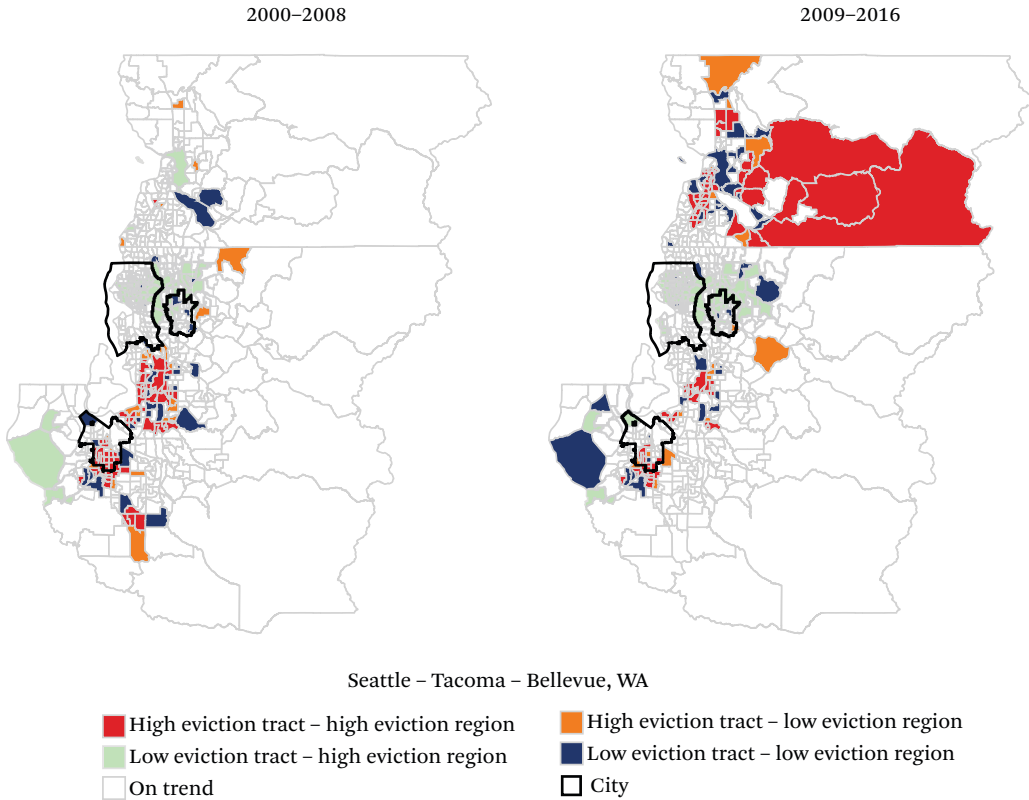 2000–2008
2009–2016
Seattle – Tacoma – Bellevue, WA
High eviction tract – high eviction region
High eviction tract – low eviction region
Low eviction tract – high eviction region
Low eviction tract – low eviction region
On trend
City